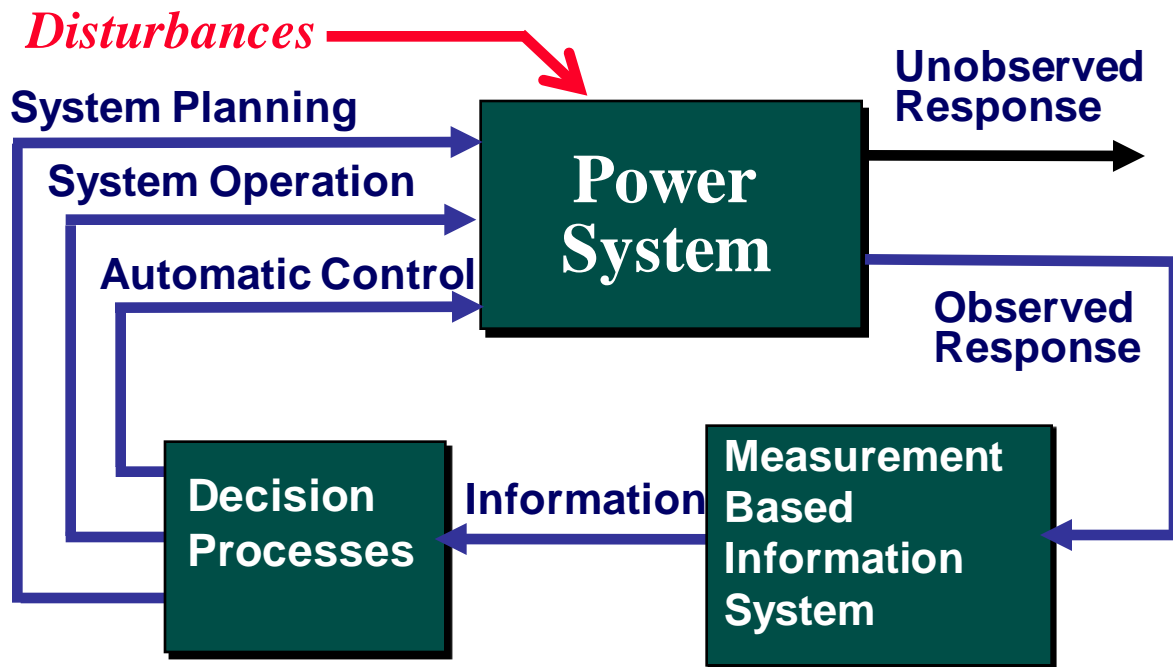 Disturbances
System Planning
System Operation
Automatic Control
Power
System
Unobserved
Response
Observed
Response
Decision
Processes
Information
Measurement
Based
Information
System